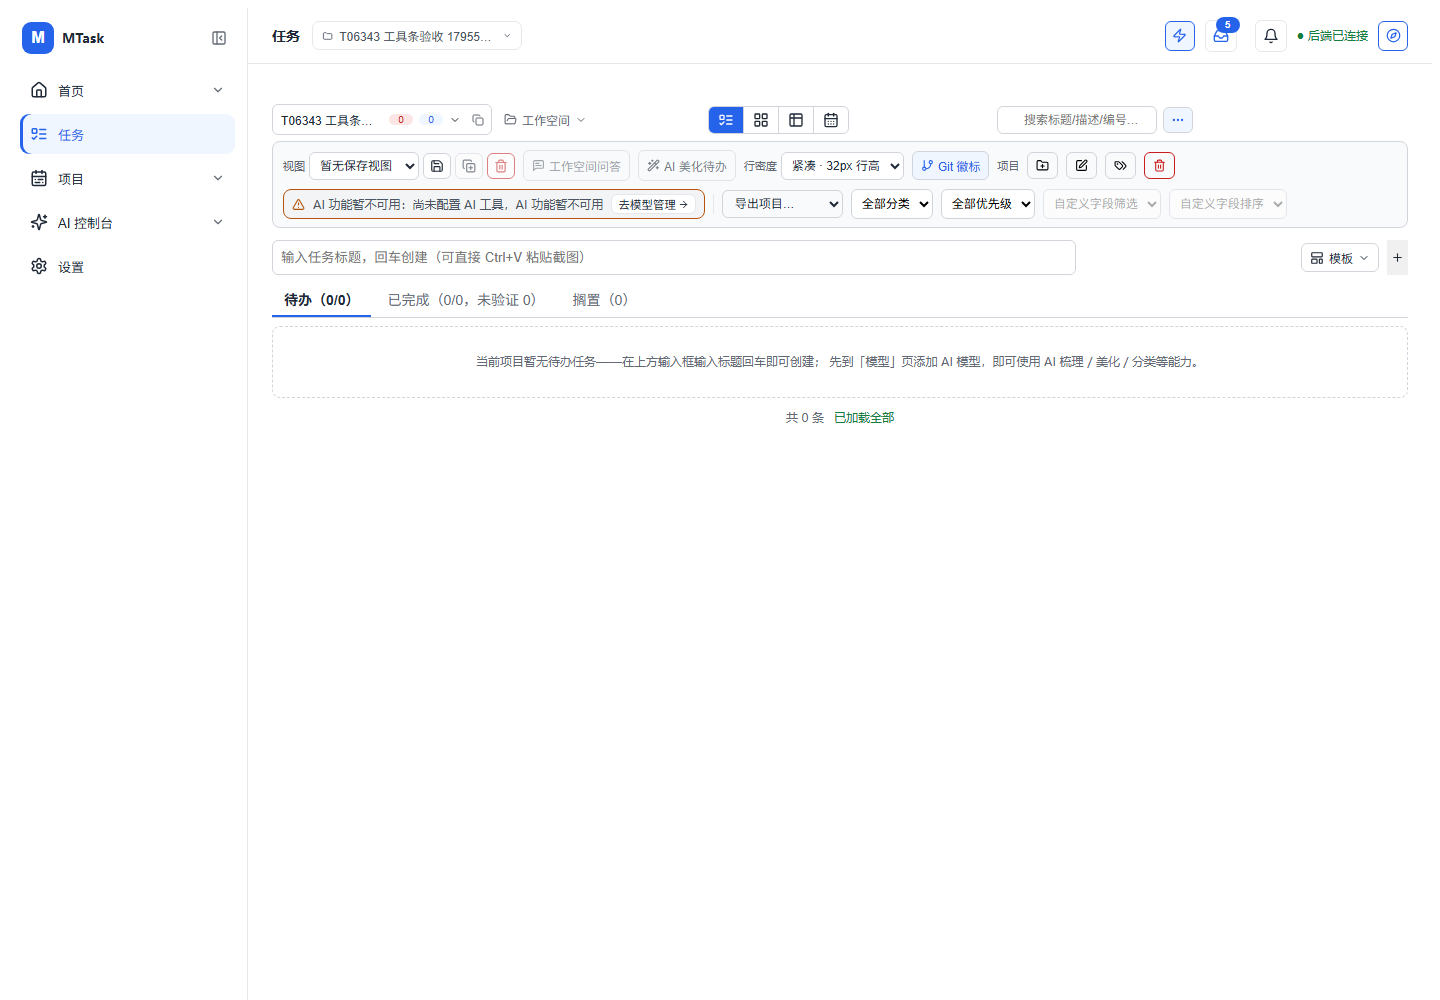 M MTask
首页
任务
项目
AI 控制台
设置
任务 T06343 工具条验收 17955... 5 后端已连接
T06343 工具条... 0 0 工作空间 搜索标题/描述/编号...
视图 暂无保存视图 工作空间问答 AI 美化待办 行密度 紧凑 · 32px 行高 Git 徽标 项目
AI 功能暂不可用：尚未配置 AI 工具，AI 功能暂不可用 去模型管理 → 导出项目... 全部分类 全部优先级 自定义字段筛选 自定义字段排序
输入任务标题，回车创建（可直接 Ctrl+V 粘贴截图） 模板 +
待办（0/0） 已完成（0/0，未验证 0） 搁置（0）
当前项目暂无待办任务——在上方输入框输入标题回车即可创建； 先到「模型」页添加 AI 模型，即可使用 AI 梳理 / 美化 / 分类等能力。
共 0 条 已加载全部